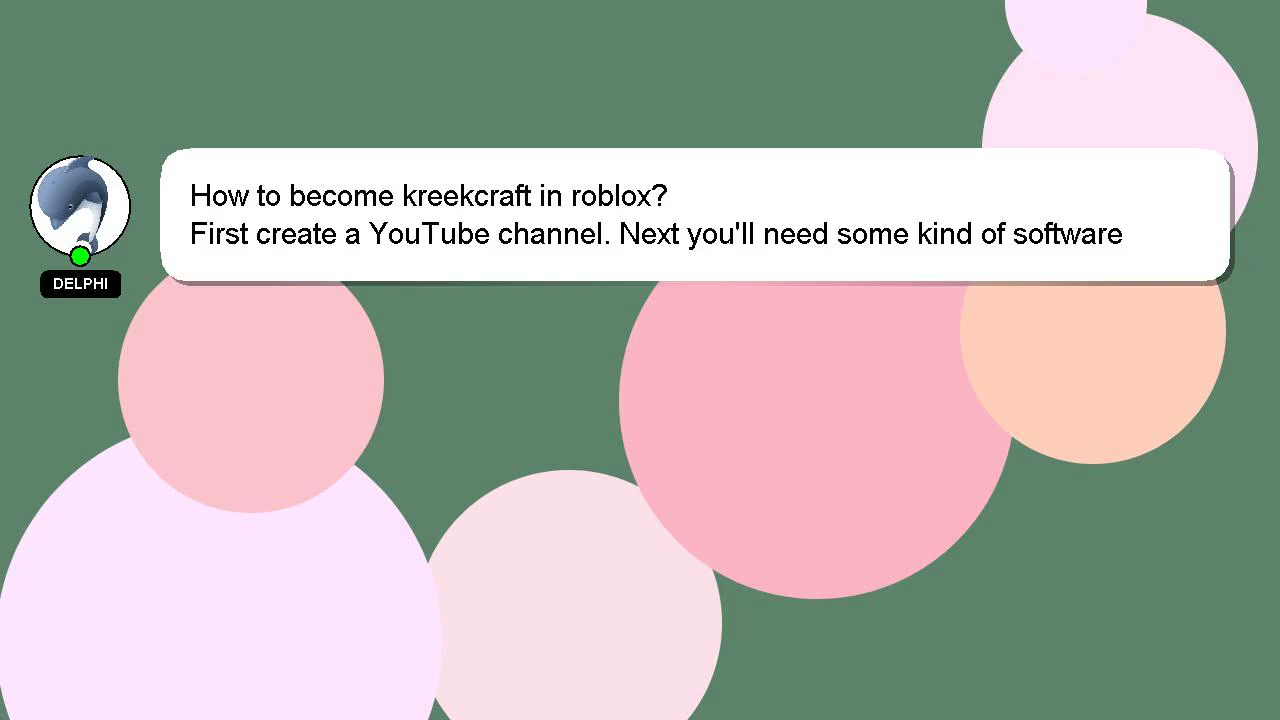 How to become kreekcraft in roblox?
First create a YouTube channel. Next you'll need some kind of software
DELPHI